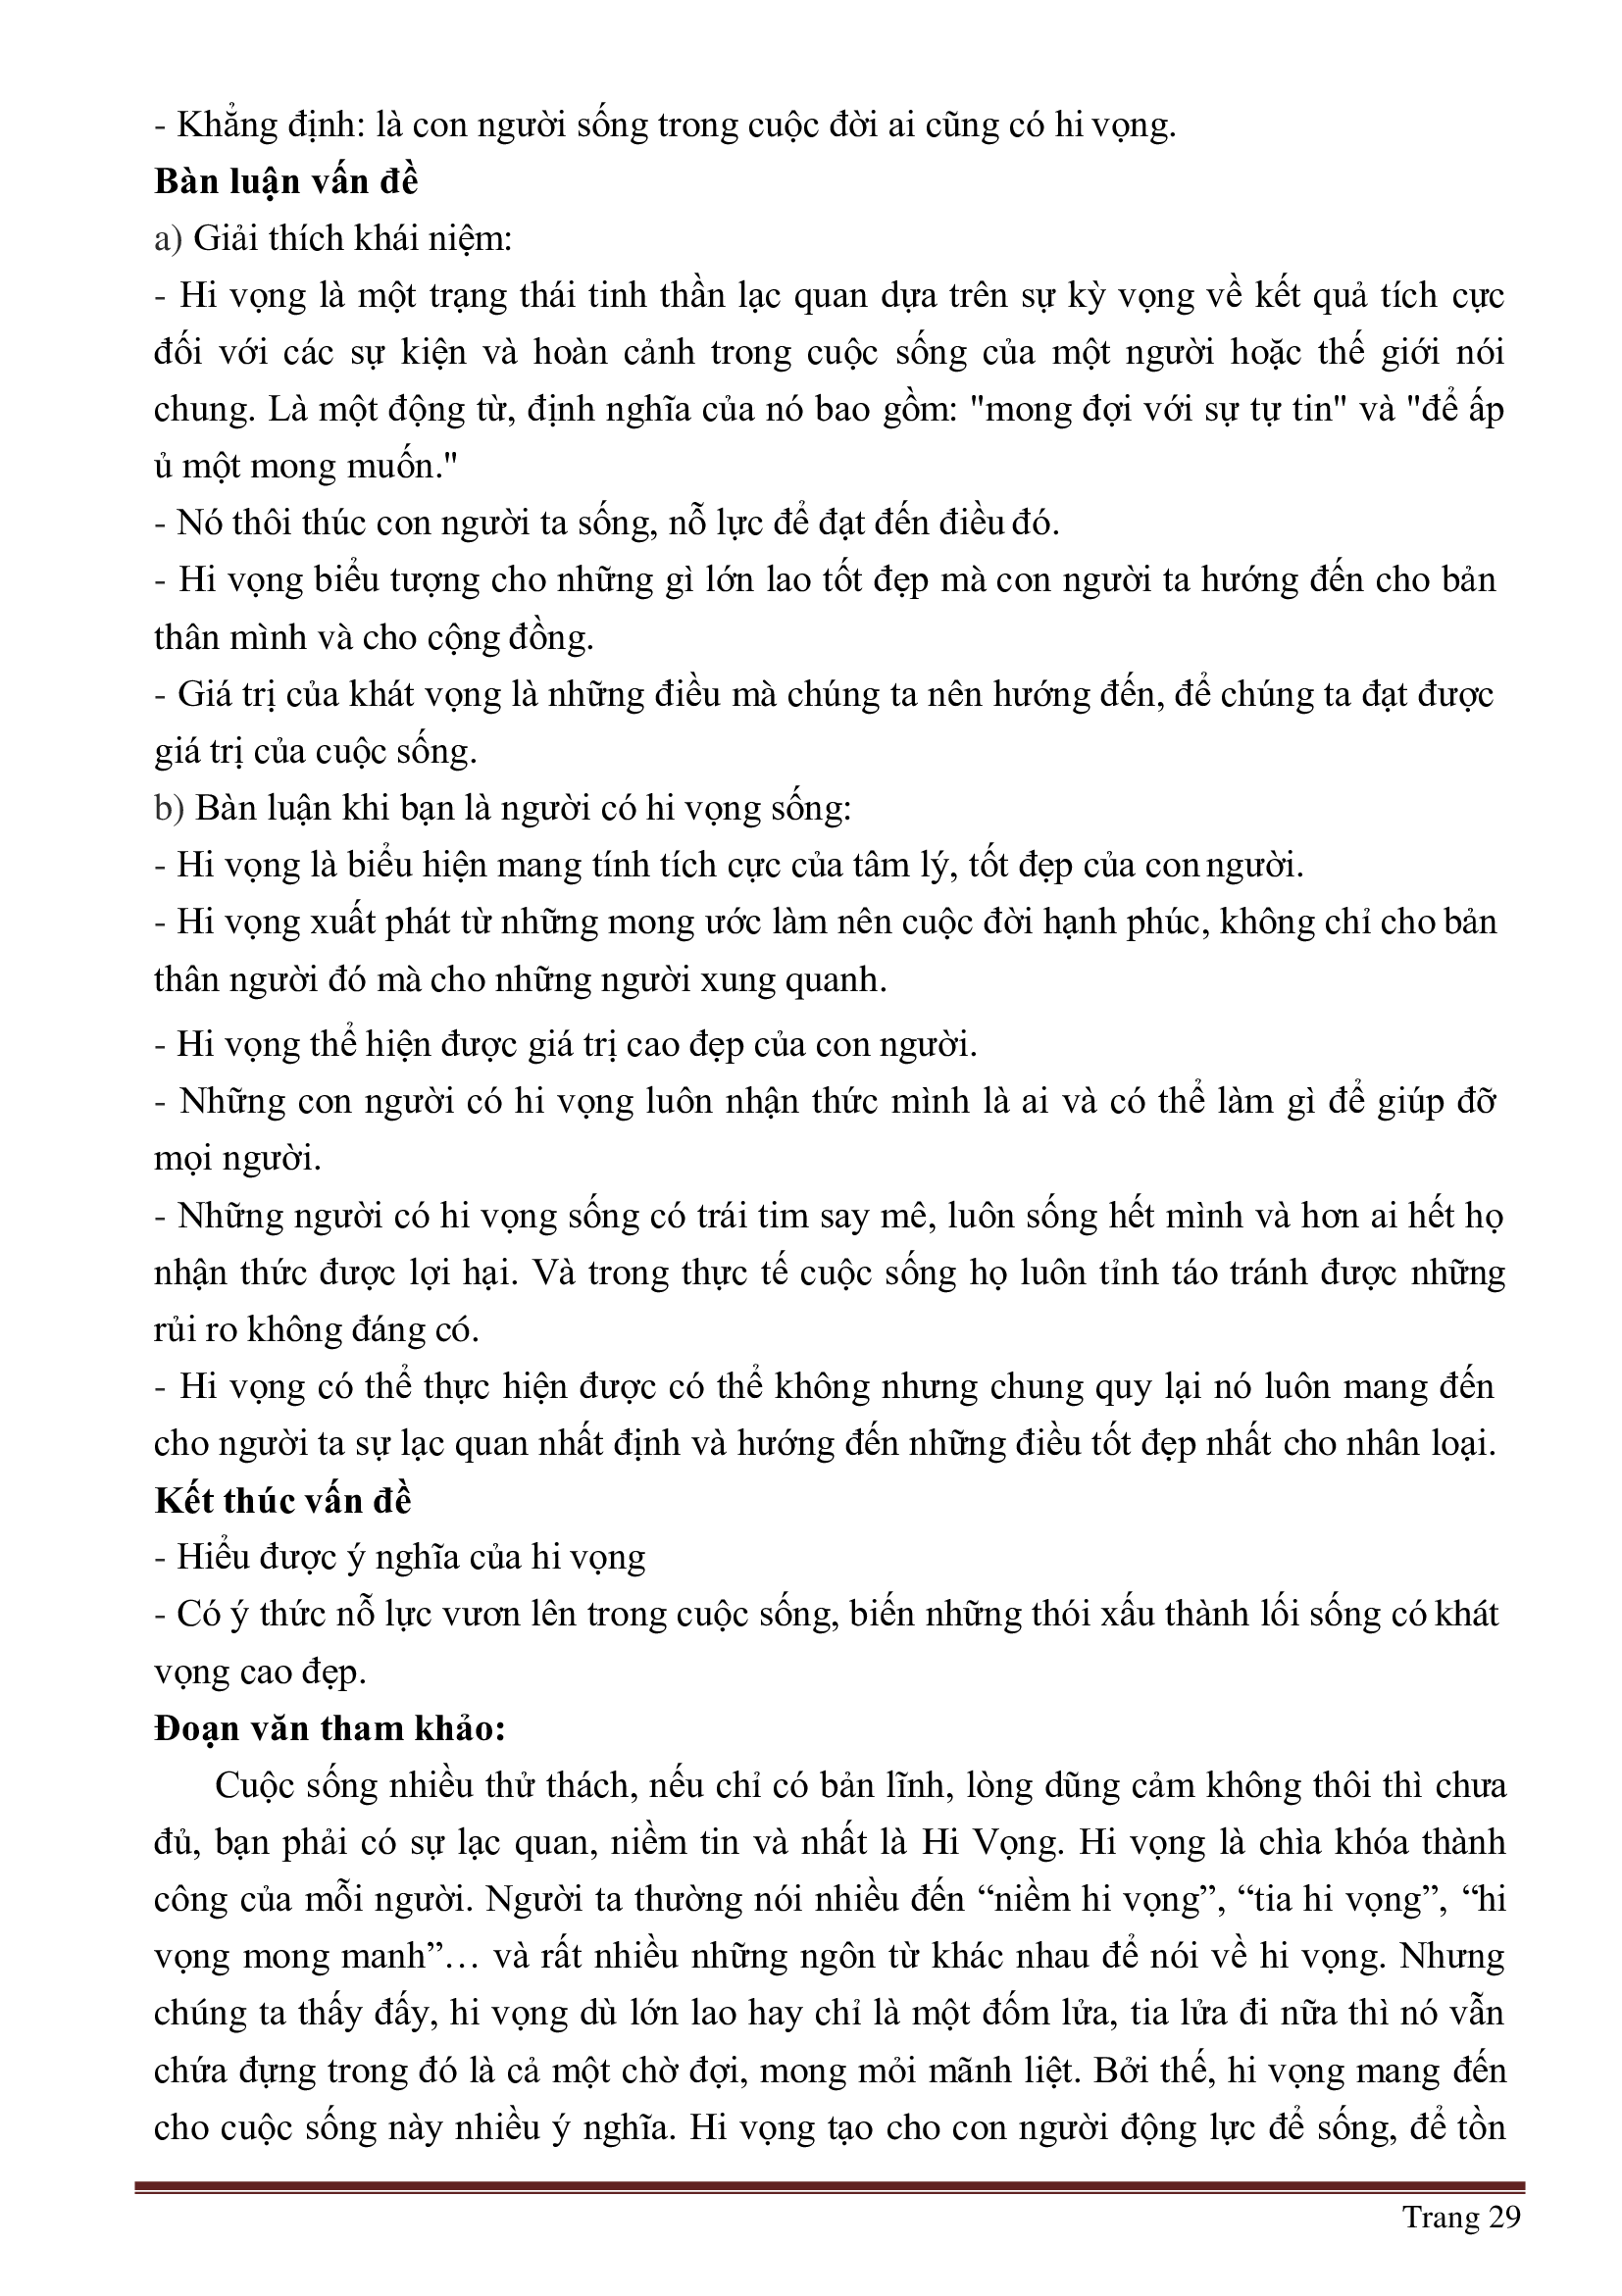 - Khẳng định: là con người sống trong cuộc đời ai cũng có hi vọng.
Bàn luận vấn đề
a) Giải thích khái niệm:
- Hi vọng là một trạng thái tinh thần lạc quan dựa trên sự kỳ vọng về kết quả tích cực
đối với các sự kiện và hoàn cảnh trong cuộc sống của một người hoặc thế giới nói
chung. Là một động từ, định nghĩa của nó bao gồm: "mong đợi với sự tự tin" và "để ấp
ủ một mong muốn."
- Nó thôi thúc con người ta sống, nỗ lực để đạt đến điều đó.
- Hi vọng biểu tượng cho những gì lớn lao tốt đẹp mà con người ta hướng đến cho bản
thân mình và cho cộng đồng.
- Giá trị của khát vọng là những điều mà chúng ta nên hướng đến, để chúng ta đạt được
giá trị của cuộc sống.
b) Bàn luận khi bạn là người có hi vọng sống:
- Hi vọng là biểu hiện mang tính tích cực của tâm lý, tốt đẹp của con người.
- Hi vọng xuất phát từ những mong ước làm nên cuộc đời hạnh phúc, không chỉ cho bản
thân người đó mà cho những người xung quanh.
- Hi vọng thể hiện được giá trị cao đẹp của con người.
- Những con người có hi vọng luôn nhận thức mình là ai và có thể làm gì để giúp đỡ
mọi người.
- Những người có hi vọng sống có trái tim say mê, luôn sống hết mình và hơn ai hết họ
nhận thức được lợi hại. Và trong thực tế cuộc sống họ luôn tỉnh táo tránh được những
rủi ro không đáng có.
- Hi vọng có thể thực hiện được có thể không nhưng chung quy lại nó luôn mang đến
cho người ta sự lạc quan nhất định và hướng đến những điều tốt đẹp nhất cho nhân loại.
Kết thúc vấn đề
- Hiểu được ý nghĩa của hi vọng
- Có ý thức nỗ lực vươn lên trong cuộc sống, biến những thói xấu thành lối sống có khát
vọng cao đẹp.
Đoạn văn tham khảo:
Cuộc sống nhiều thử thách, nếu chỉ có bản lĩnh, lòng dũng cảm không thôi thì chưa
đủ, bạn phải có sự lạc quan, niềm tin và nhất là Hi Vọng. Hi vọng là chìa khóa thành
công của mỗi người. Người ta thường nói nhiều đến “niềm hi vọng”, “tia hi vọng”, “hi
vọng mong manh”… và rất nhiều những ngôn từ khác nhau để nói về hi vọng. Nhưng
chúng ta thấy đấy, hi vọng dù lớn lao hay chỉ là một đốm lửa, tia lửa đi nữa thì nó vẫn
chứa đựng trong đó là cả một chờ đợi, mong mỏi mãnh liệt. Bởi thế, hi vọng mang đến
cho cuộc sống này nhiều ý nghĩa. Hi vọng tạo cho con người động lực để sống, để tồn
Trang 29